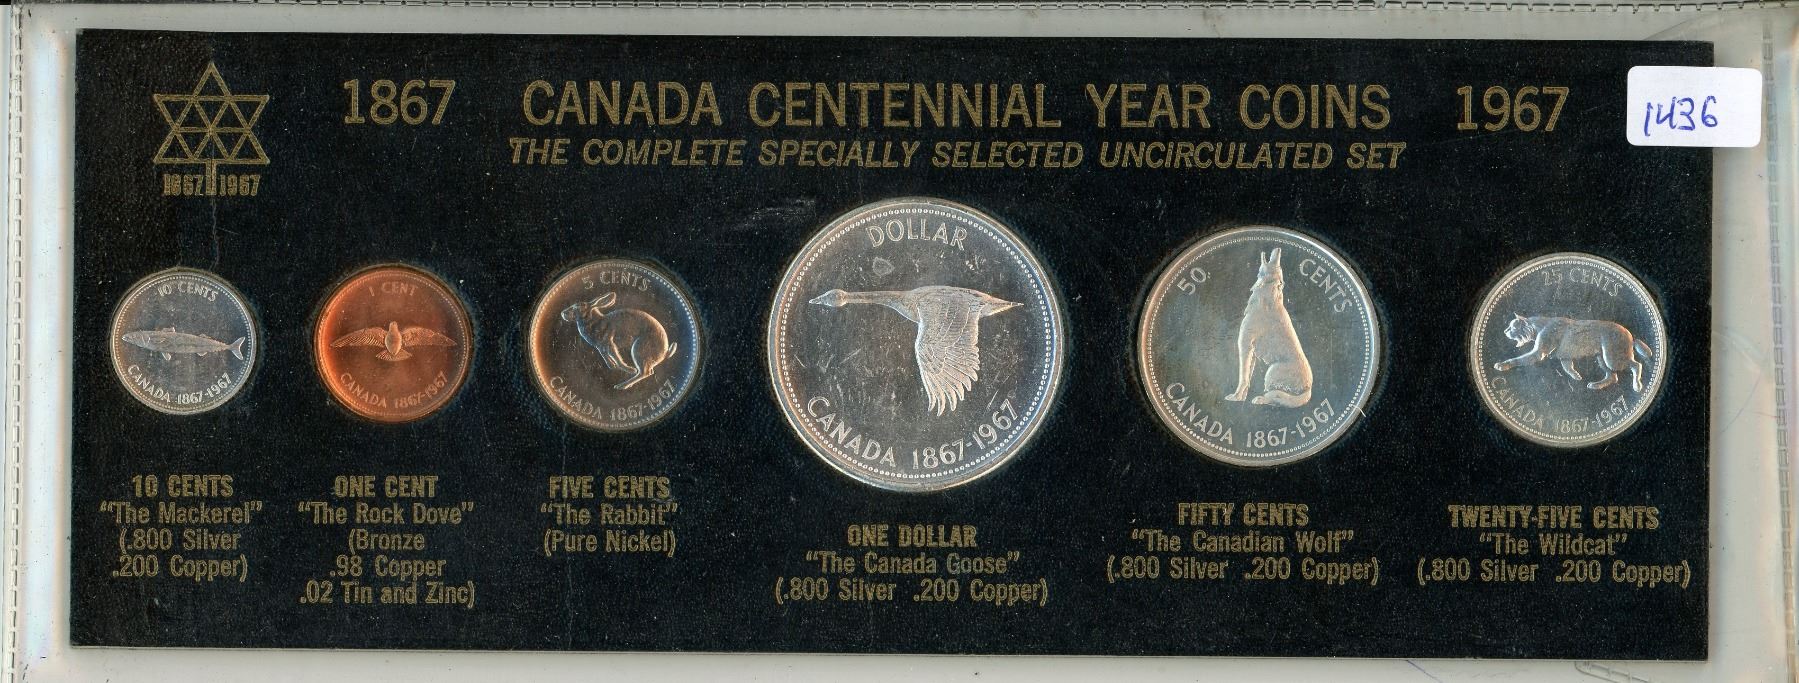 1867 CANADA CENTENNIAL YEAR COINS 1967
THE COMPLETE SPECIALLY SELECTED UNCIRCULATED SET
1867 1967
1436
10 CENTS
CANADA 1867-1967
1 CENT
CANADA 1867-1967
5 CENTS
CANADA 1867-1967
DOLLAR
CANADA 1867-1967
50 CENTS
CANADA 1867-1967
25 CENTS
CANADA 1867-1967
10 CENTS
"The Mackerel"
(.800 Silver
.200 Copper)
ONE CENT
"The Rock Dove"
(Bronze
.98 Copper
.02 Tin and Zinc)
FIVE CENTS
"The Rabbit"
(Pure Nickel)
ONE DOLLAR
"The Canada Goose"
(.800 Silver .200 Copper)
FIFTY CENTS
"The Canadian Wolf"
(.800 Silver .200 Copper)
TWENTY-FIVE CENTS
"The Wildcat"
(.800 Silver .200 Copper)